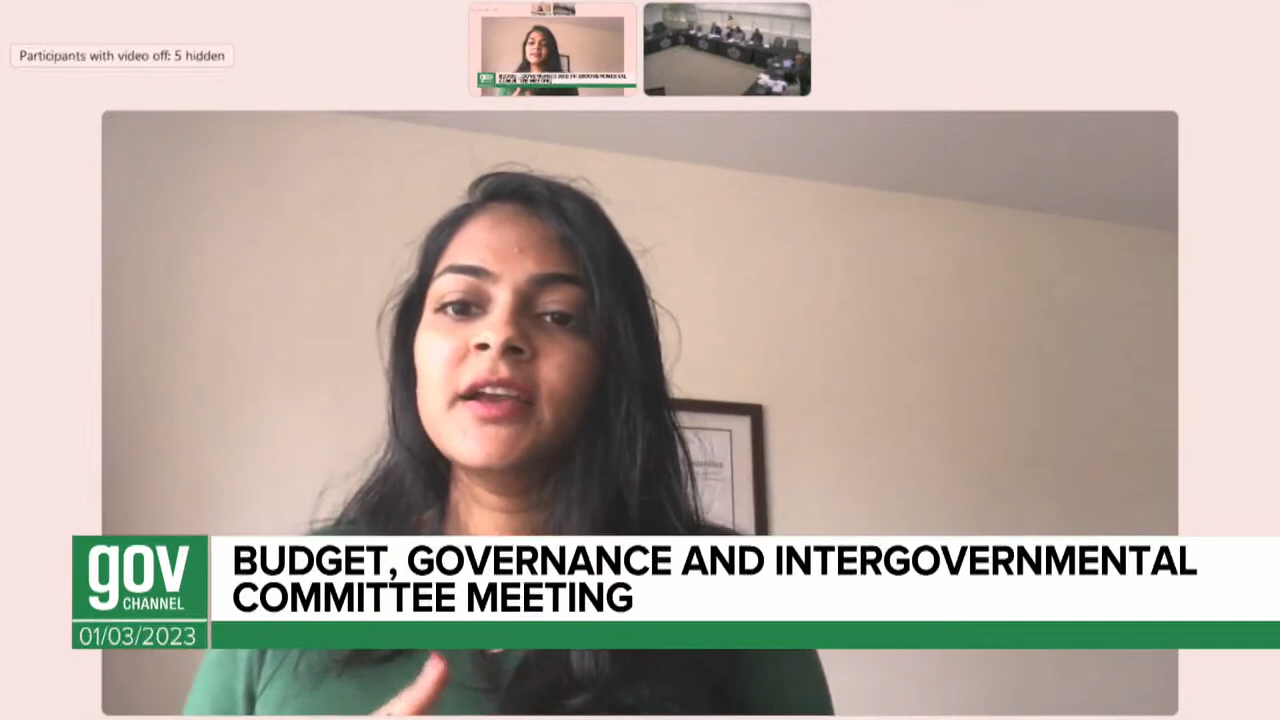 Participants with video off: 5 hidden
gov
CHANNEL
01/03/2023
BUDGET, GOVERNANCE AND INTERGOVERNMENTAL
COMMITTEE MEETING